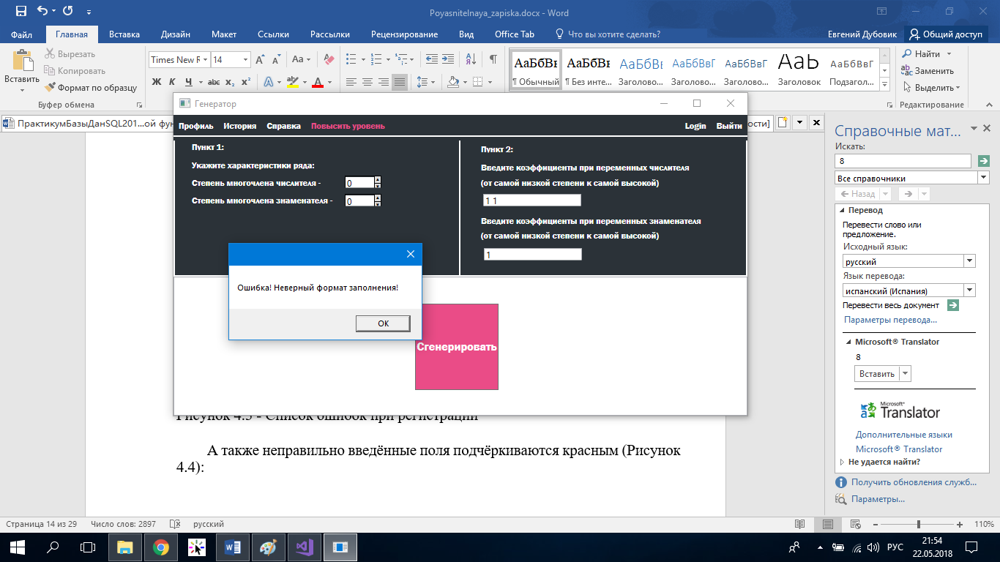 Poyasnitelnaya_zapiska.docx - Word
Файл Главная Вставка Дизайн Макет Ссылки Рассылки Рецензирование Вид Office Tab Что вы хотите сделать? Евгений Дубовик Общий доступ
Вставить
Вырезать
Копировать
Формат по образцу
Буфер обмена
Times New R 14
Ж К Ч abc x₂ x²
АаБбВв ¶ Обычный
АаБбВв ¶ Без инте...
АаБбВвГ Заголово...
АаБбВвГ Заголово...
АаБбВвГ Заголово...
АаЬ Заголовок
АаБбВвГ Подзагол...
Найти
Заменить
Выделить
Редактирование
ПрактикумБазыДанSQL201...ой фун
ости]
Генератор
Профиль История Справка Повысить уровень Login Выйти
Пункт 1:
Укажите характеристики ряда:
Степень многочлена числителя - 0
Степень многочлена знаменателя - 0
Пункт 2:
Введите коэффициенты при переменных числителя
(от самой низкой степени к самой высокой)
1 1
Введите коэффициенты при переменных знаменателя
(от самой низкой степени к самой высокой)
1
Ошибка! Неверный формат заполнения!
OK
Сгенерировать
Рисунок 4.3 - Список ошибок при регистрации
А также неправильно введённые поля подчёркиваются красным (Рисунок
4.4):
Справочные мат...
Искать:
8
Все справочники
Назад
Перевод
Перевести слово или
предложение.
Исходный язык:
русский
Язык перевода:
испанский (Испания)
Перевести весь документ
Параметры перевода...
Microsoft® Translator
8
Вставить
Microsoft®
Translator
Дополнительные языки
Microsoft® Translator
Не удается найти?
Получить обновления служб...
Параметры...
Страница 14 из 29 Число слов: 2897 русский 110%
РУС
21:54
22.05.2018